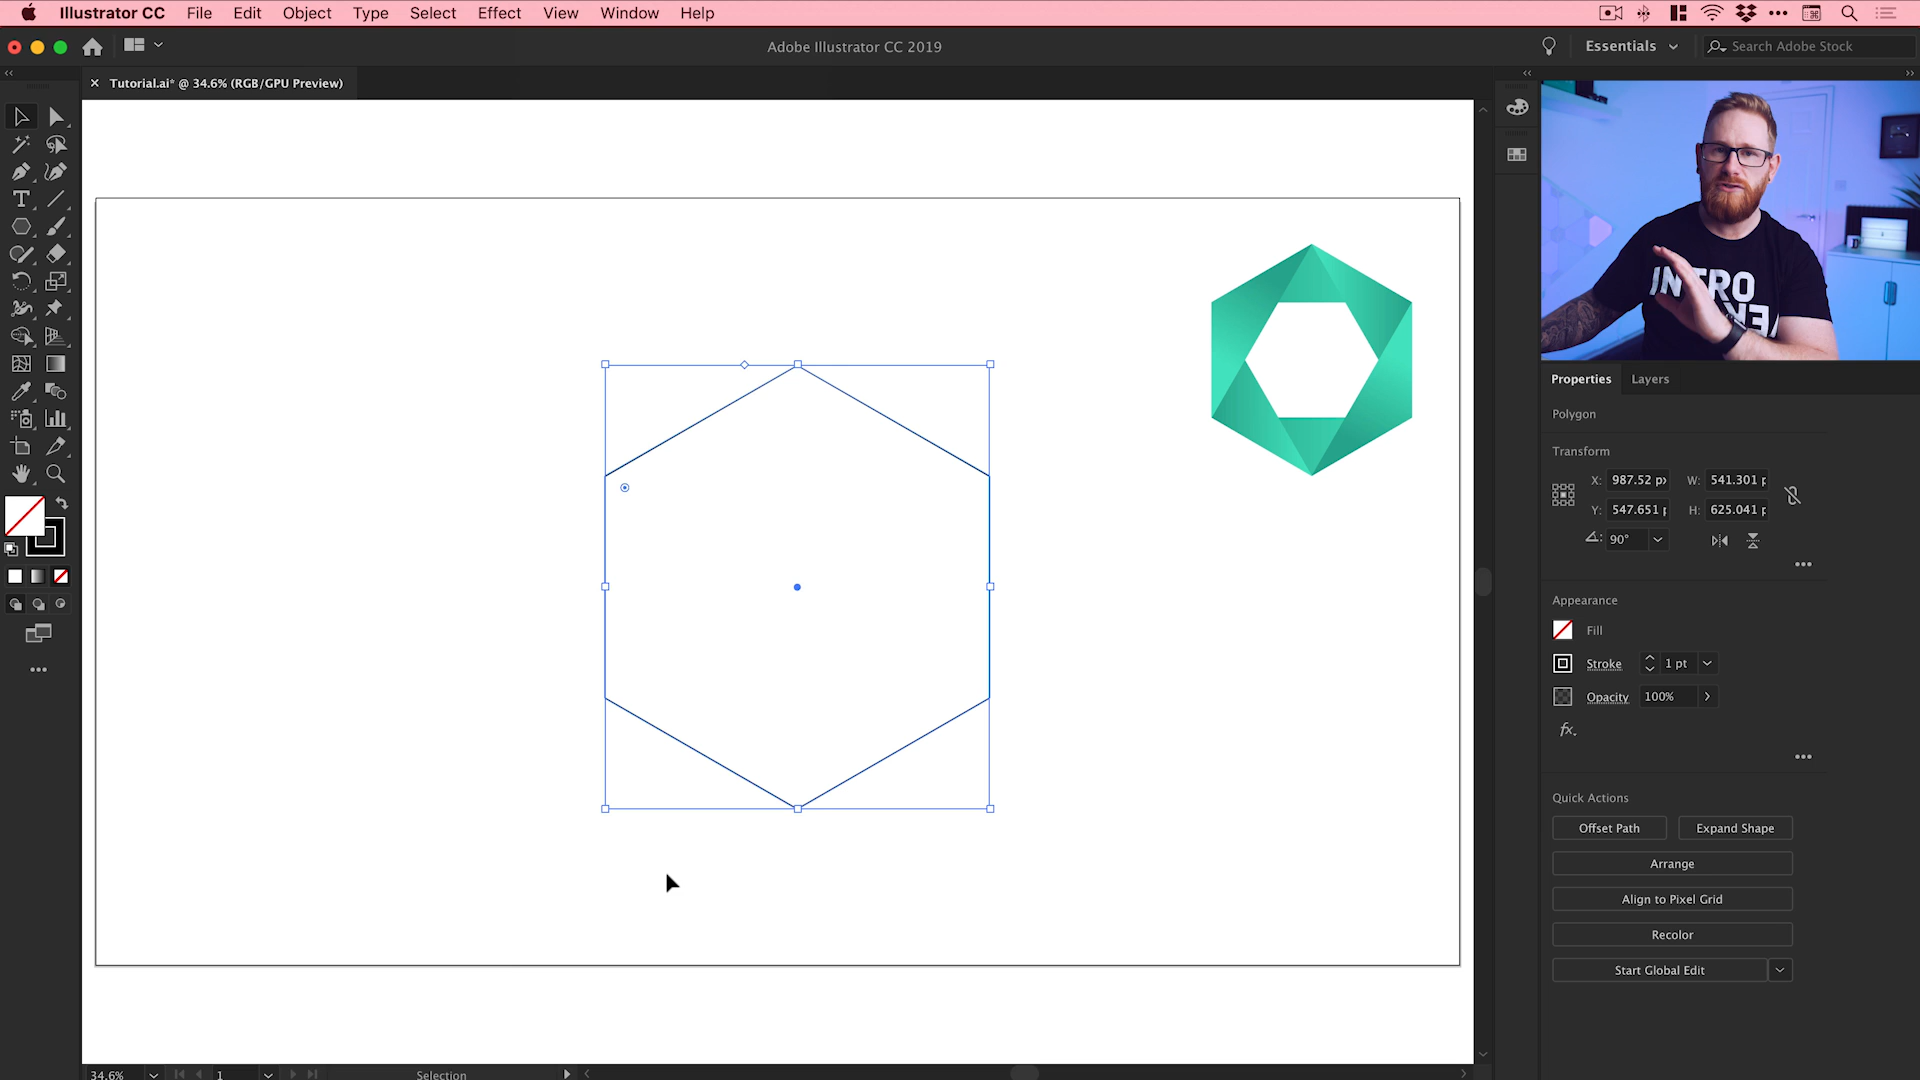 Illustrator CC File Edit Object Type Select Effect View Window Help
Adobe Illustrator CC 2019
Essentials
Search Adobe Stock
Tutorial.ai* @ 34.6% (RGB/GPU Preview)
INTRO
Properties Layers
Polygon
Transform
X: 987.52 px W: 541.301 p
Y: 547.651 p H: 625.041 p
90°
Appearance
Fill
Stroke 1 pt
Opacity 100%
fx.
Quick Actions
Offset Path Expand Shape
Arrange
Align to Pixel Grid
Recolor
Start Global Edit
34.6% 1 Selection